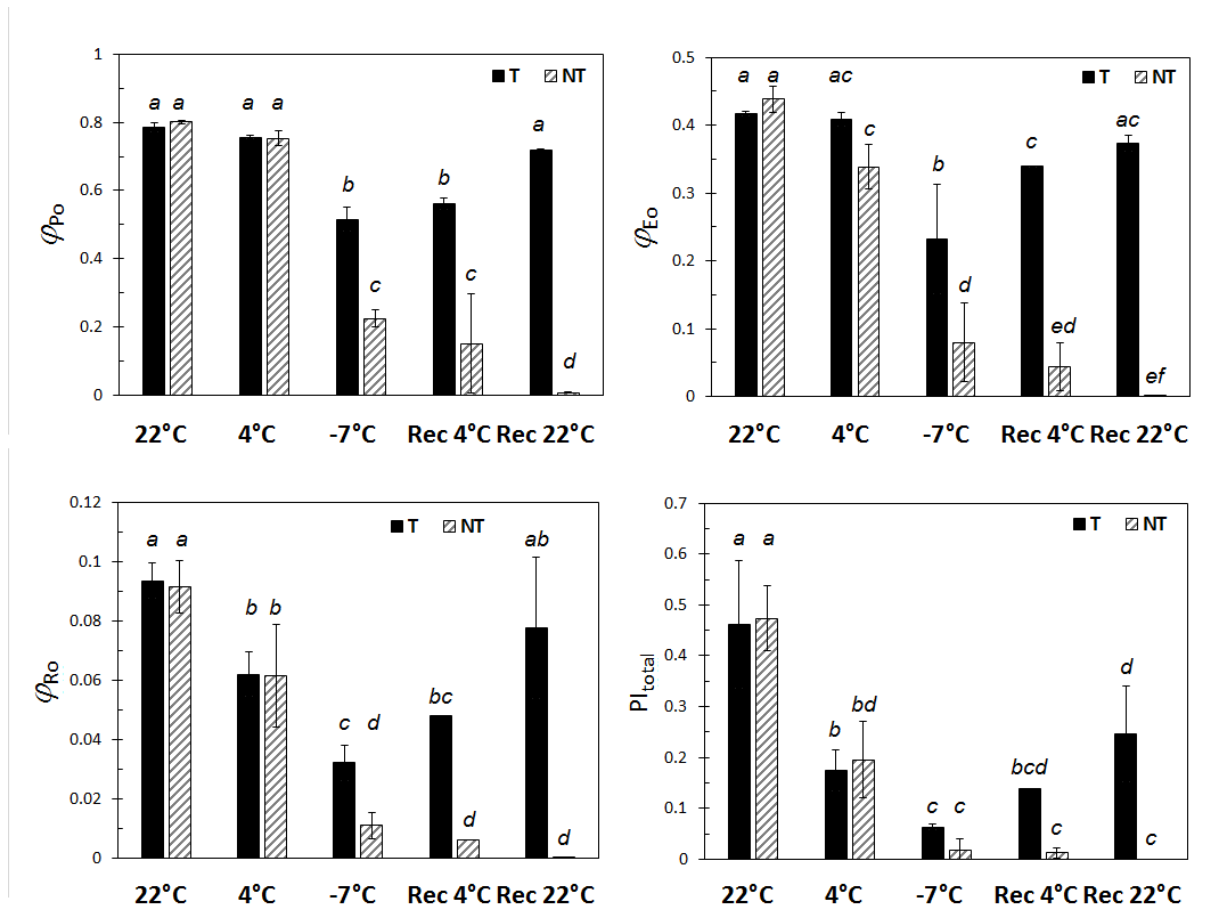 1
0.8
0.6
0.4
0.2
0
φPo
T NT
a a a a b c b c a d
22°C 4°C -7°C Rec 4°C Rec 22°C
0.5
0.4
0.3
0.2
0.1
0
φEo
T NT
a a ac c b d c ed ac ef
22°C 4°C -7°C Rec 4°C Rec 22°C
0.12
0.1
0.08
0.06
0.04
0.02
0
φRo
T NT
a a b b c d bc d ab d
22°C 4°C -7°C Rec 4°C Rec 22°C
0.7
0.6
0.5
0.4
0.3
0.2
0.1
0
PItotal
T NT
a a b bd c c bcd c d c
22°C 4°C -7°C Rec 4°C Rec 22°C